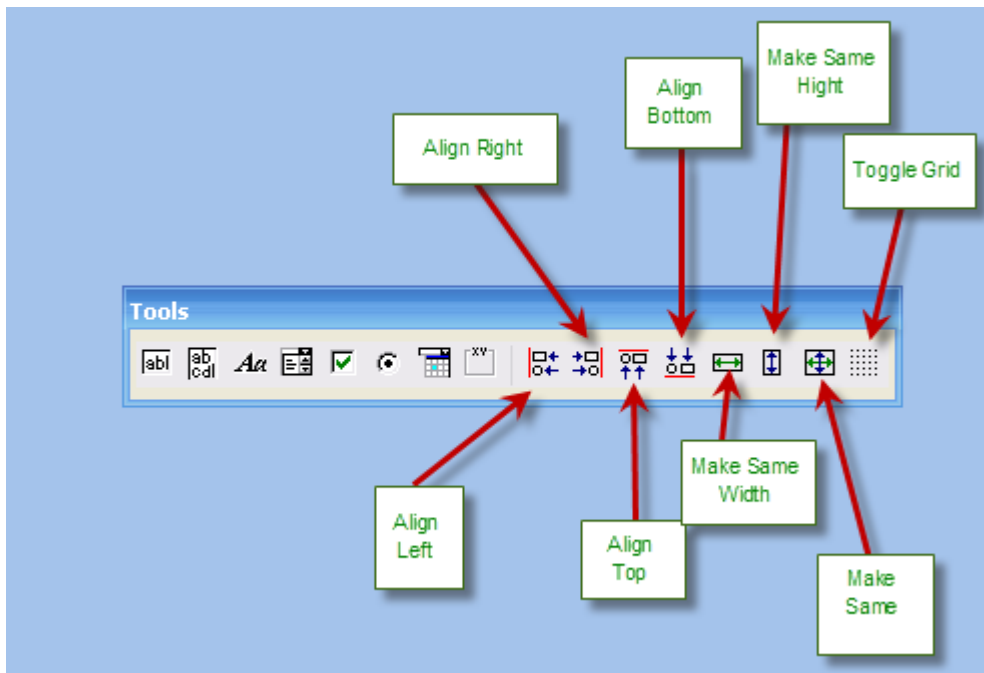 Make Same
Hight
Align
Bottom
Align Right
Toggle Grid
Tools
abl
ab
cdl
Aa
XY
Make Same
Width
Align
Left
Align
Top
Make
Same